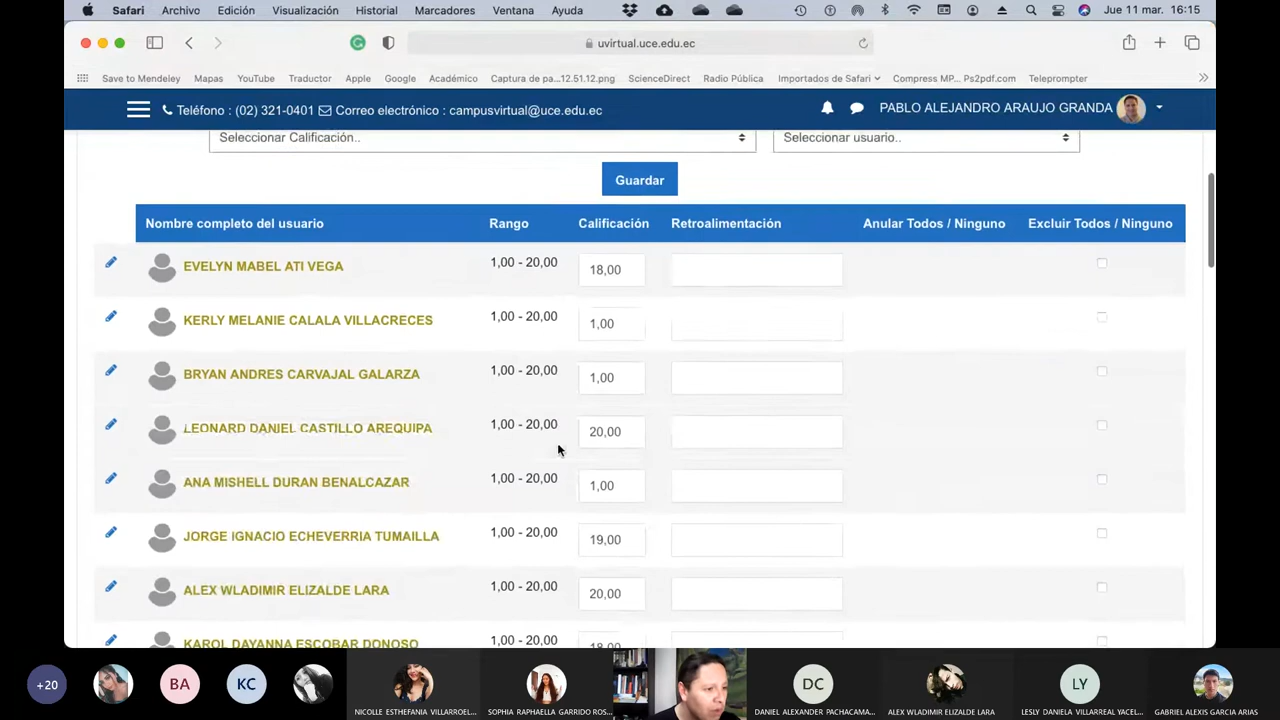 Safari Archivo Edición Visualización Historial Marcadores Ventana Ayuda Jue 11 mar. 16:15
uvirtual.uce.edu.ec
Save to Mendeley Mapas YouTube Traductor Apple Google Académico Captura de pa...12.51.12.png ScienceDirect Radio Pública Importados de Safari Compress MP... Ps2pdf.com Teleprompter
Teléfono : (02) 321-0401 Correo electrónico : campusvirtual@uce.edu.ec PABLO ALEJANDRO ARAUJO GRANDA
Seleccionar Calificación.. Seleccionar usuario..
Guardar
Nombre completo del usuario Rango Calificación Retroalimentación Anular Todos / Ninguno Excluir Todos / Ninguno
EVELYN MABEL ATI VEGA 1,00 - 20,00 18,00
KERLY MELANIE CALALA VILLACRECES 1,00 - 20,00 1,00
BRYAN ANDRES CARVAJAL GALARZA 1,00 - 20,00 1,00
LEONARD DANIEL CASTILLO AREQUIPA 1,00 - 20,00 20,00
ANA MISHELL DURAN BENALCAZAR 1,00 - 20,00 1,00
JORGE IGNACIO ECHEVERRIA TUMAILLA 1,00 - 20,00 19,00
ALEX WLADIMIR ELIZALDE LARA 1,00 - 20,00 20,00
KAROL DAYANNA ESCOBAR DONOSO 1,00 - 20,00 18,00
+20 BA KC DC LY
NICOLLE ESTHEFANIA VILLARROEL... SOPHIA RAPHAELLA GARRIDO ROS... DANIEL ALEXANDER PACHACAMA... ALEX WLADIMIR ELIZALDE LARA LESLY DANIELA VILLARREAL YACEL... GABRIEL ALEXIS GARCIA ARIAS